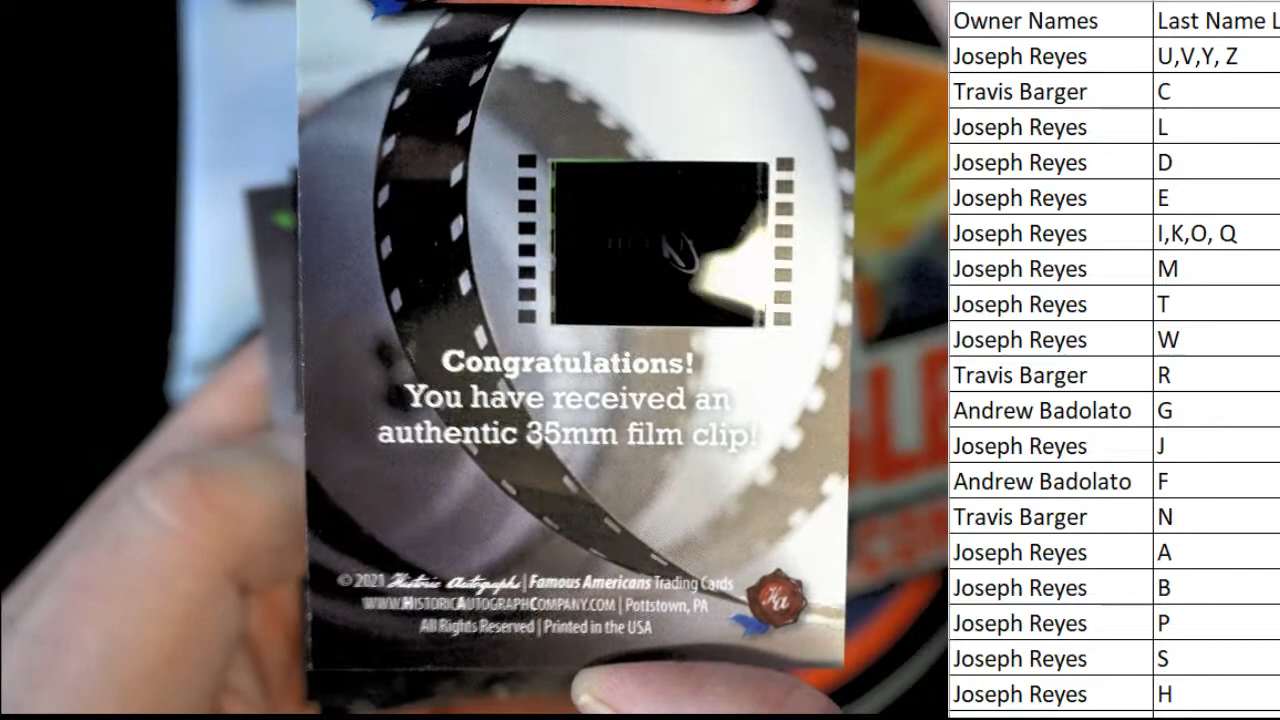 Congratulations!
You have received an
authentic 35mm film clip!
© 2021 Historic Autographs | Famous Americans Trading Cards
WWW.HISTORICAUTOGRAPHCOMPANY.COM | Pottstown, PA
All Rights Reserved | Printed in the USA
Ha
Owner Names Last Name L
Joseph Reyes U,V,Y, Z
Travis Barger C
Joseph Reyes L
Joseph Reyes D
Joseph Reyes E
Joseph Reyes I,K,O, Q
Joseph Reyes M
Joseph Reyes T
Joseph Reyes W
Travis Barger R
Andrew Badolato G
Joseph Reyes J
Andrew Badolato F
Travis Barger N
Joseph Reyes A
Joseph Reyes B
Joseph Reyes P
Joseph Reyes S
Joseph Reyes H